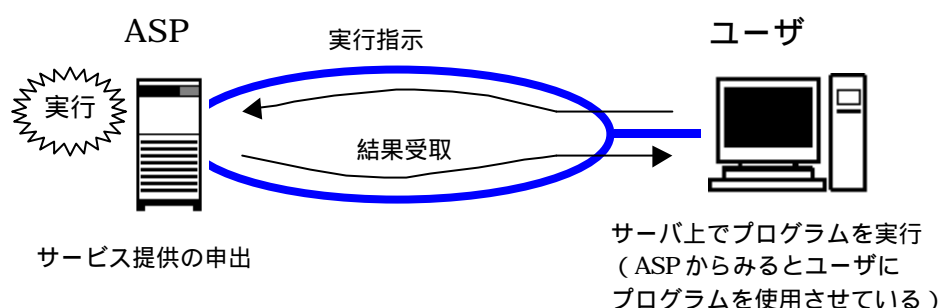 ASP
実行指示
ユーザ
実行
結果受取
サービス提供の申出
サーバ上でプログラムを実行
（ASPからみるとユーザに
プログラムを使用させている）